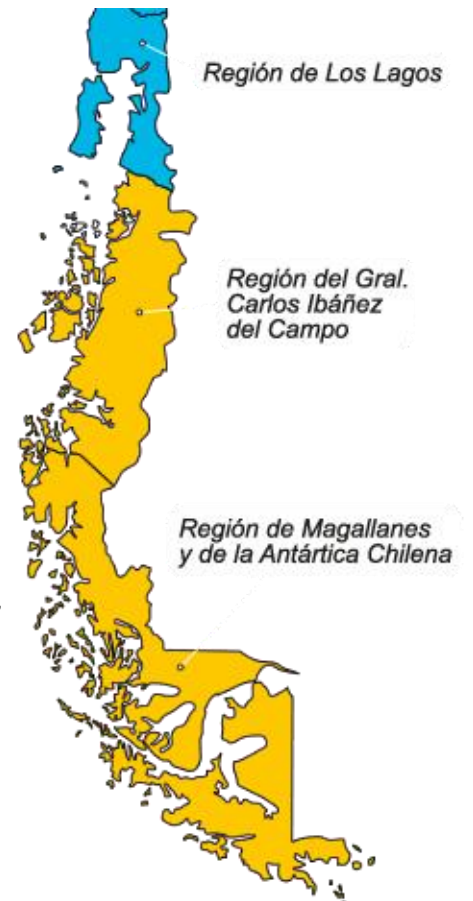 Región de Los Lagos
Región del Gral.
Carlos Ibáñez
del Campo
Región de Magallanes
y de la Antártica Chilena